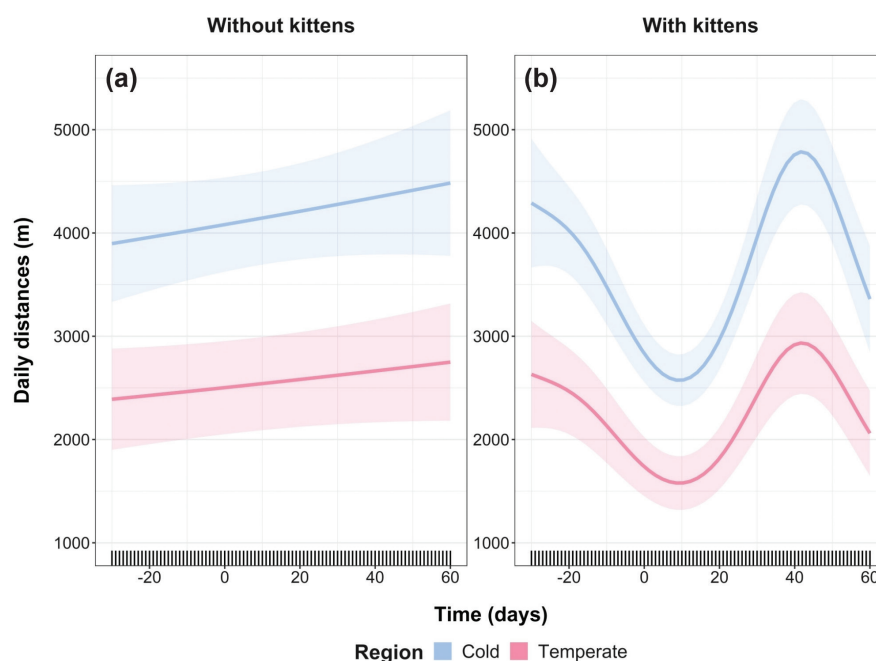 Without kittens
With kittens
(a)
(b)
Daily distances (m)
5000
4000
3000
2000
1000
5000
4000
3000
2000
1000
-20 0 20 40 60
-20 0 20 40 60
Time (days)
Region Cold Temperate